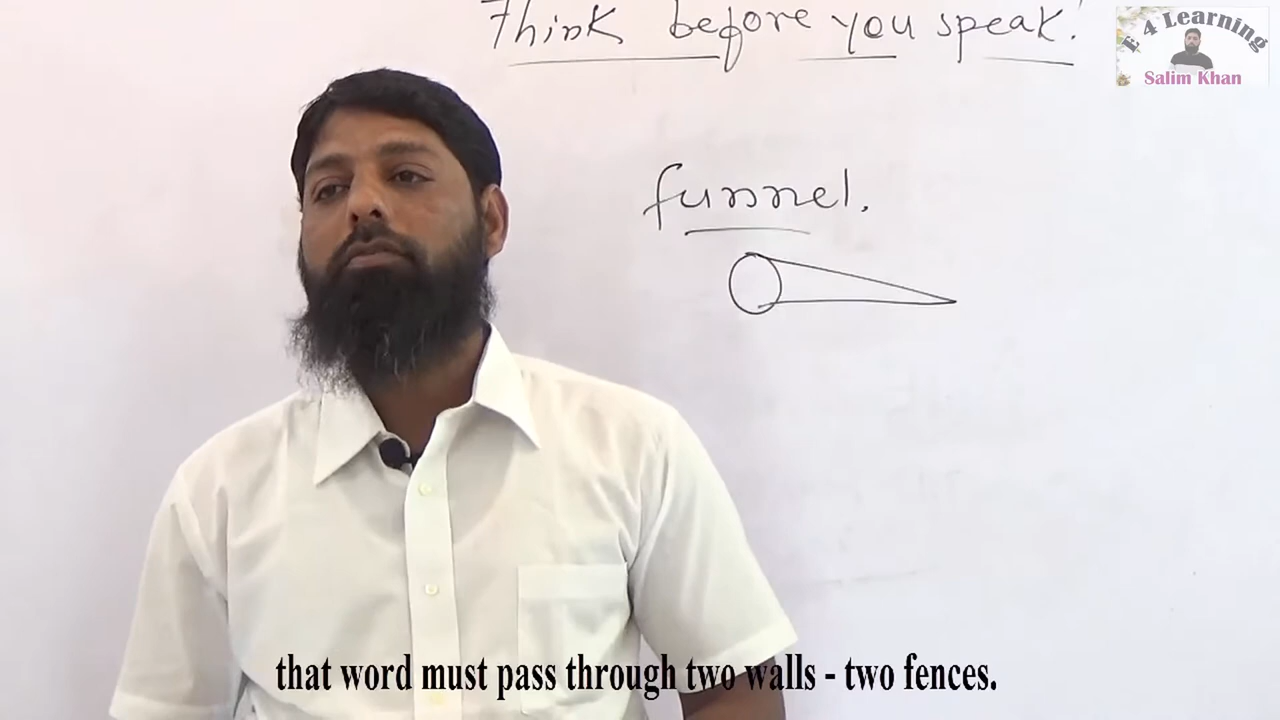 Think before you speak!
E 4 Learning
Salim Khan
funnel.
that word must pass through two walls - two fences.